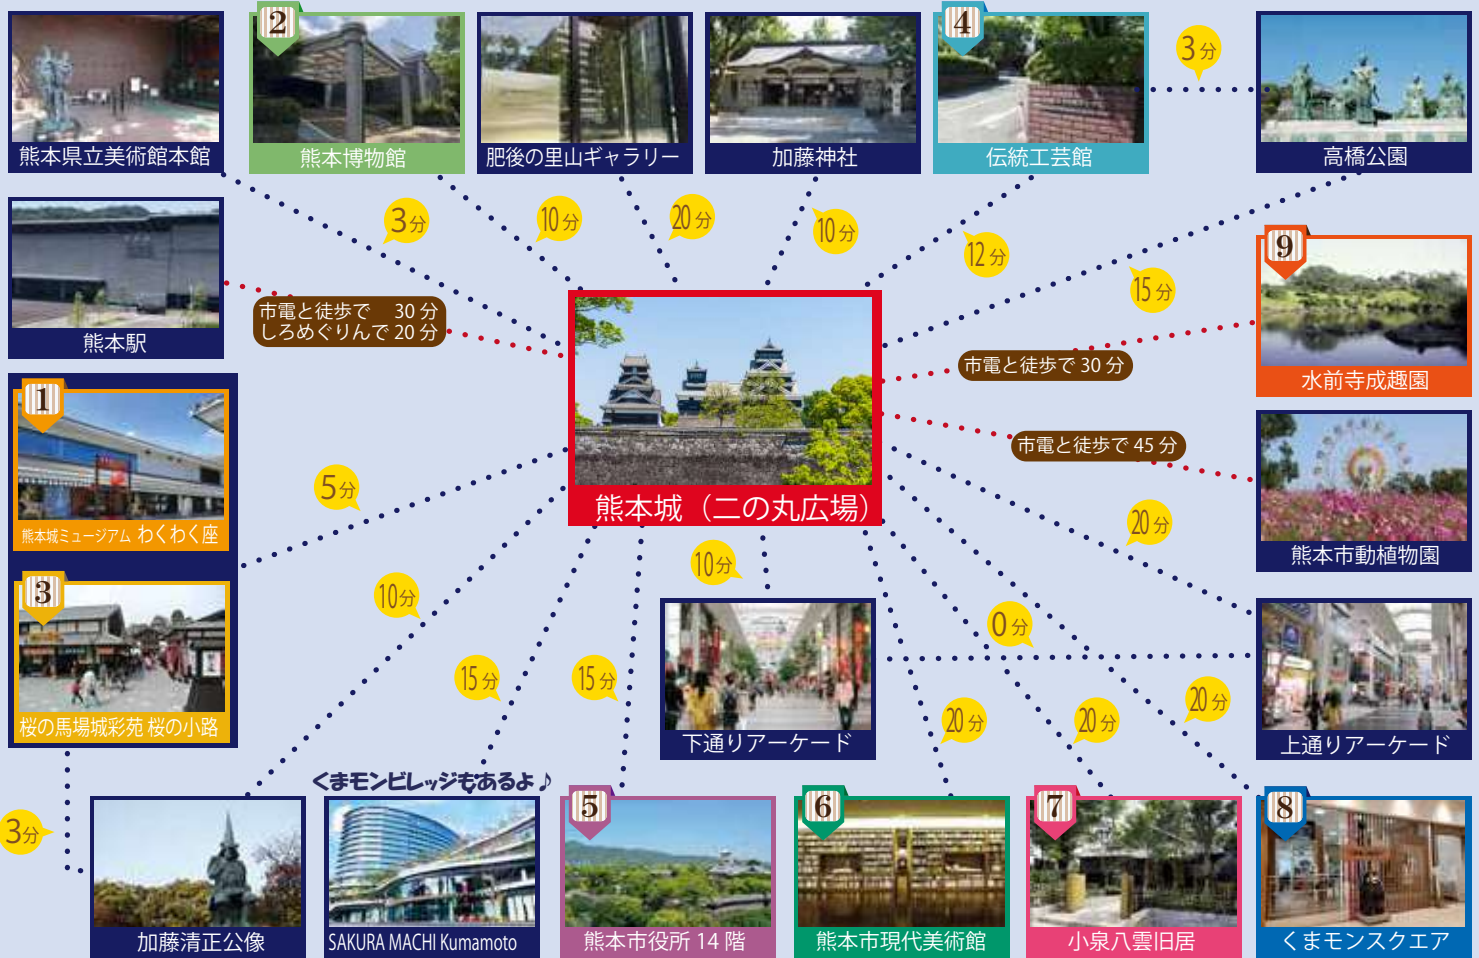 2
4
熊本県立美術館本館
熊本博物館
肥後の里山ギャラリー
加藤神社
伝統工芸館
3分
高橋公園
3分
10分
20分
10分
12分
15分
熊本駅
市電と徒歩で 30分
しろめぐりんで20分
9
水前寺成趣園
市電と徒歩で30分
市電と徒歩で45分
熊本城（二の丸広場）
1
熊本城ミュージアム わくわく座
5分
熊本市動植物園
3
桜の馬場城彩苑 桜の小路
10分
15分
15分
10分
下通りアーケード
0分
20分
20分
20分
20分
上通りアーケード
3分
加藤清正公像
くまモンビレッジもあるよ♪
SAKURA MACHI Kumamoto
5
熊本市役所14階
6
熊本市現代美術館
7
小泉八雲旧居
8
くまモンスクエア